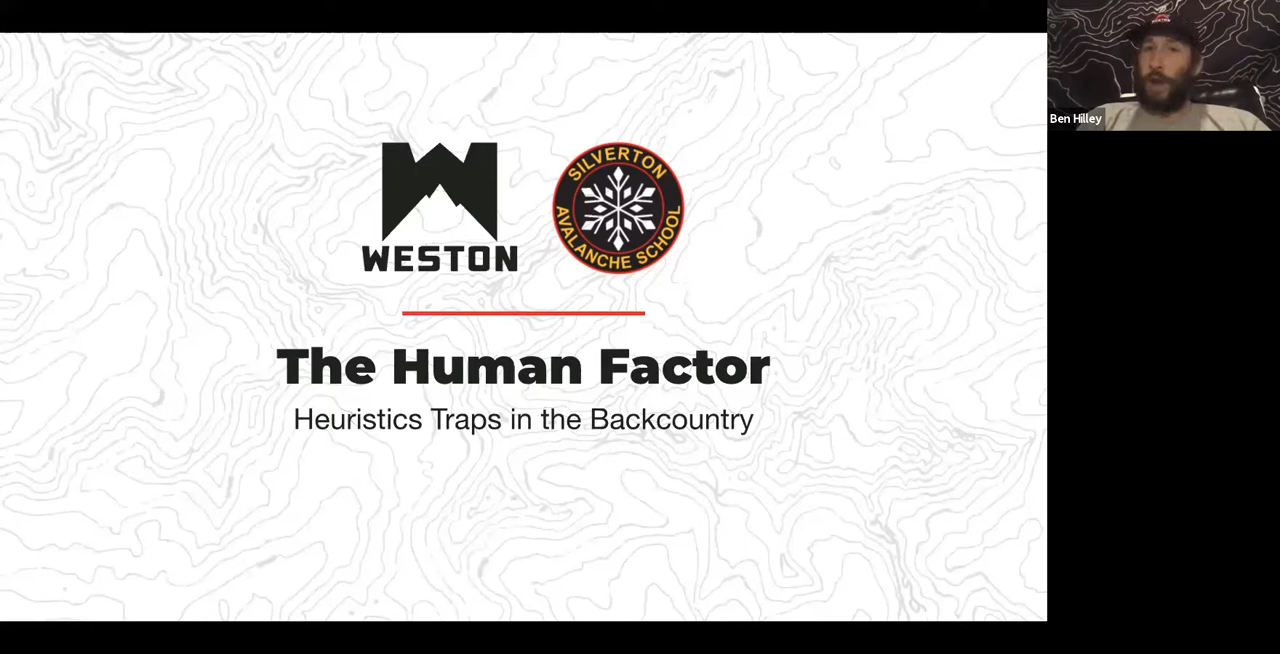 WESTON
SILVERTON
AVALANCHE SCHOOL
The Human Factor
Heuristics Traps in the Backcountry
Ben Hilley